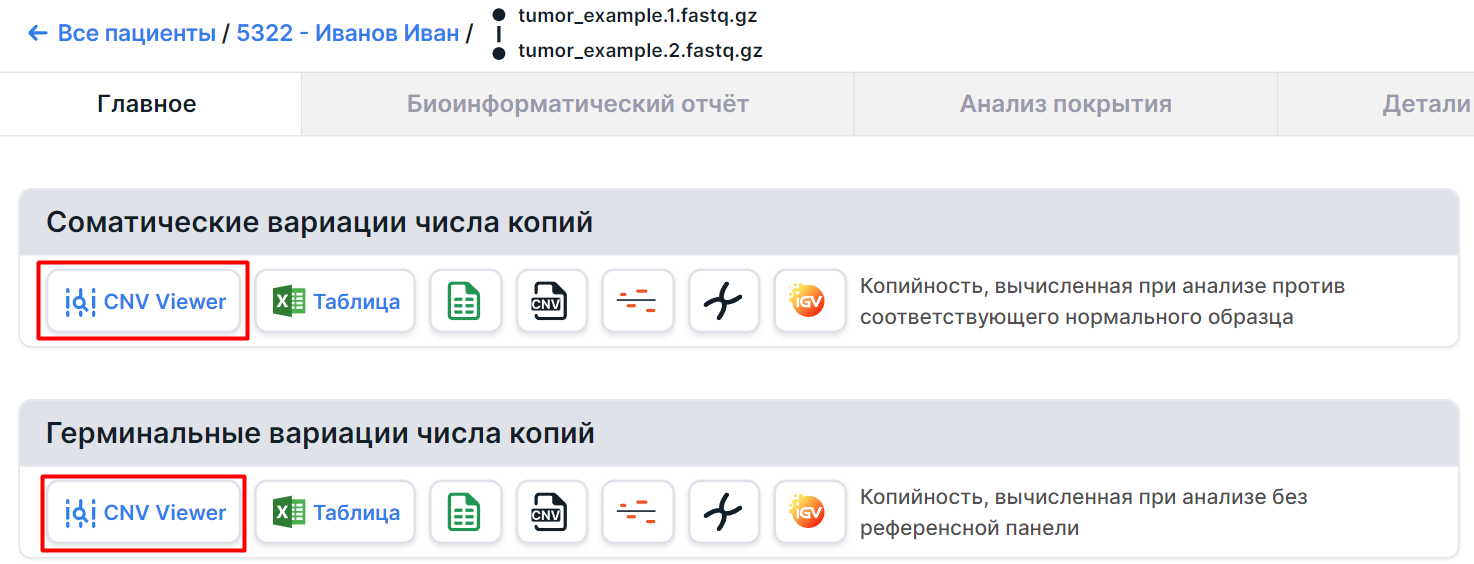 ← Все пациенты / 5322 - Иванов Иван /
tumor_example.1.fastq.gz
tumor_example.2.fastq.gz
Главное
Биоинформатический отчёт
Анализ покрытия
Детали
Соматические вариации числа копий
CNV Viewer
Таблица
CNV
IGV
Копийность, вычисленная при анализе против
соответствующего нормального образца
Герминальные вариации числа копий
CNV Viewer
Таблица
CNV
IGV
Копийность, вычисленная при анализе без
референсной панели